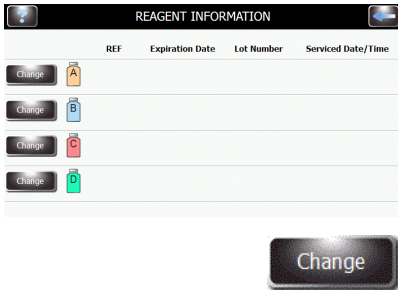 ? REAGENT INFORMATION
REF Expiration Date Lot Number Serviced Date/Time
Change A
Change B
Change C
Change D
Change